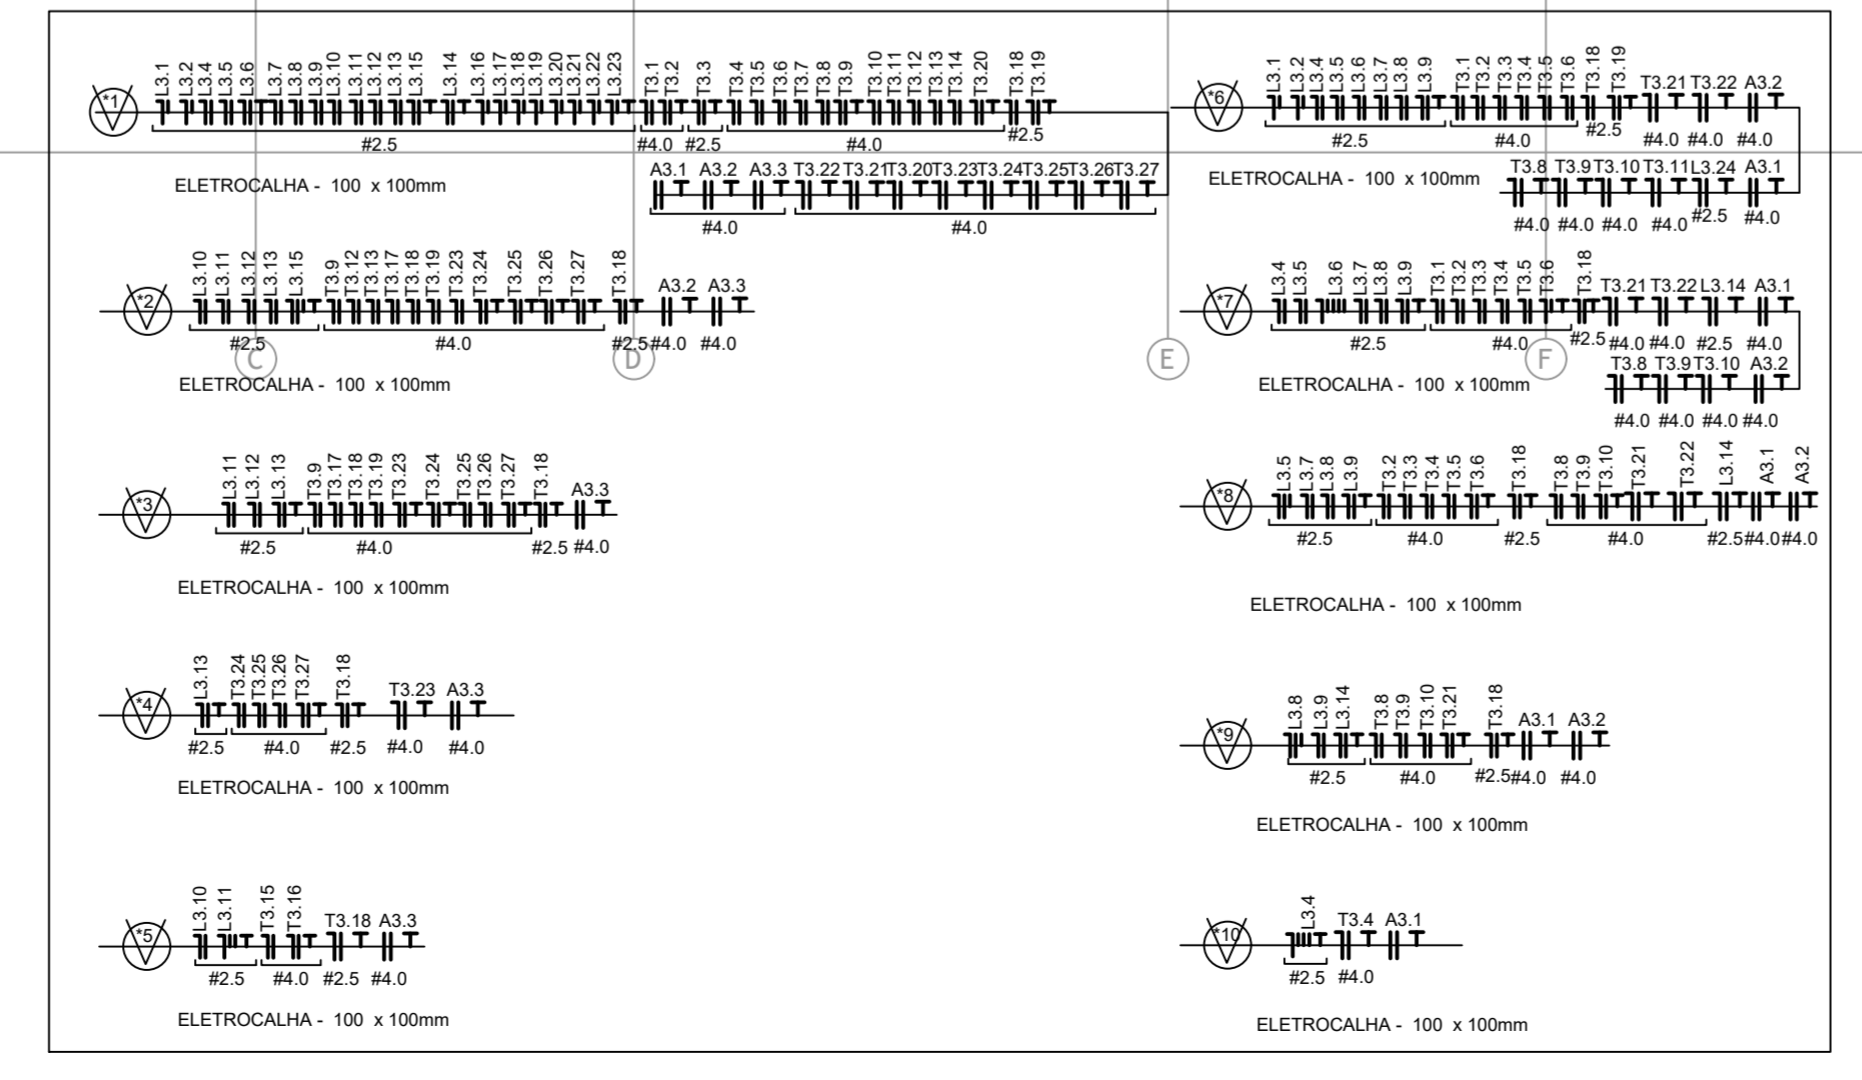 *1 L3.1 L3.2 L3.4 L3.5 L3.6 L3.7 L3.8 L3.9 L3.10 L3.11 L3.12 L3.13 L3.15 L3.14 L3.16 L3.17 L3.18 L3.19 L3.20 L3.21 L3.22 L3.23 T3.1 T3.2 T3.3 T3.4 T3.5 T3.6 T3.7 T3.8 T3.9 T3.10 T3.11 T3.12 T3.13 T3.14 T3.20 T3.18 T3.19
#2.5 #4.0 #2.5 #4.0 #2.5
A3.1 A3.2 A3.3 T3.22 T3.21 T3.20 T3.23 T3.24 T3.25 T3.26 T3.27
#4.0 #4.0
ELETROCALHA - 100 x 100mm
*2 L3.10 L3.11 L3.12 L3.13 L3.15 T3.9 T3.12 T3.13 T3.17 T3.18 T3.19 T3.23 T3.24 T3.25 T3.26 T3.27 T3.18 A3.2 A3.3
#2.5 #4.0 #2.5 #4.0 #4.0
C D E F
ELETROCALHA - 100 x 100mm
*3 L3.11 L3.12 L3.13 T3.9 T3.17 T3.18 T3.19 T3.23 T3.24 T3.25 T3.26 T3.27 T3.18 A3.3
#2.5 #4.0 #2.5 #4.0
ELETROCALHA - 100 x 100mm
*4 L3.13 T3.24 T3.25 T3.26 T3.27 T3.18 T3.23 A3.3
#2.5 #4.0 #2.5 #4.0 #4.0
ELETROCALHA - 100 x 100mm
*5 L3.10 L3.11 T3.15 T3.16 T3.18 A3.3
#2.5 #4.0 #2.5 #4.0
ELETROCALHA - 100 x 100mm
*6 L3.1 L3.2 L3.4 L3.5 L3.6 L3.7 L3.8 L3.9 T3.1 T3.2 T3.3 T3.4 T3.5 T3.6 T3.18 T3.19 T3.21 T3.22 A3.2
#2.5 #4.0 #2.5 #4.0 #4.0 #4.0
T3.8 T3.9 T3.10 T3.11 L3.24 A3.1
#4.0 #4.0 #4.0 #4.0 #2.5 #4.0
ELETROCALHA - 100 x 100mm
*7 L3.4 L3.5 L3.6 L3.7 L3.8 L3.9 T3.1 T3.2 T3.3 T3.4 T3.5 T3.6 T3.18 T3.21 T3.22 L3.14 A3.1
#2.5 #4.0 #2.5 #4.0 #4.0 #2.5 #4.0
T3.8 T3.9 T3.10 A3.2
#4.0 #4.0 #4.0 #4.0
ELETROCALHA - 100 x 100mm
*8 L3.5 L3.7 L3.8 L3.9 T3.2 T3.3 T3.4 T3.5 T3.6 T3.18 T3.8 T3.9 T3.10 T3.21 T3.22 L3.14 A3.1 A3.2
#2.5 #4.0 #2.5 #4.0 #2.5 #4.0 #4.0
ELETROCALHA - 100 x 100mm
*9 L3.8 L3.9 L3.14 T3.8 T3.9 T3.10 T3.21 T3.18 A3.1 A3.2
#2.5 #4.0 #2.5 #4.0 #4.0
ELETROCALHA - 100 x 100mm
*10 L3.4 T3.4 A3.1
#2.5 #4.0
ELETROCALHA - 100 x 100mm